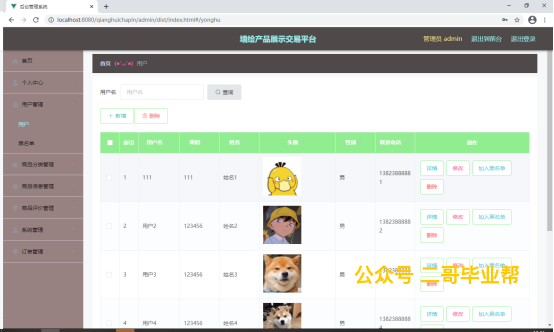 后台管理系统
localhost:8080/qianghuichapin/admin/dist/index.html#/yonghu
墙绘产品展示交易平台
管理员 admin 退出到前台 退出登录
首页
个人中心
用户管理
用户
黑名单
商品分类管理
商品信息管理
商品评价管理
系统管理
订单管理
首页 (●'◡'●) 用户
用户名 用户名 查询
新增 删除
索引 用户名 密码 姓名 头像 性别 联系电话 操作
1 111 111 姓名1 男 13823888881 详情 修改 加入黑名单 删除
2 用户2 123456 姓名2 男 13823888882 详情 修改 加入黑名单 删除
3 用户3 123456 姓名3 男 详情 修改 加入黑名单 删除
4 用户4 123456 姓名4 男 13823888884 详情 修改 加入黑名单 删除
公众号 二哥毕业帮